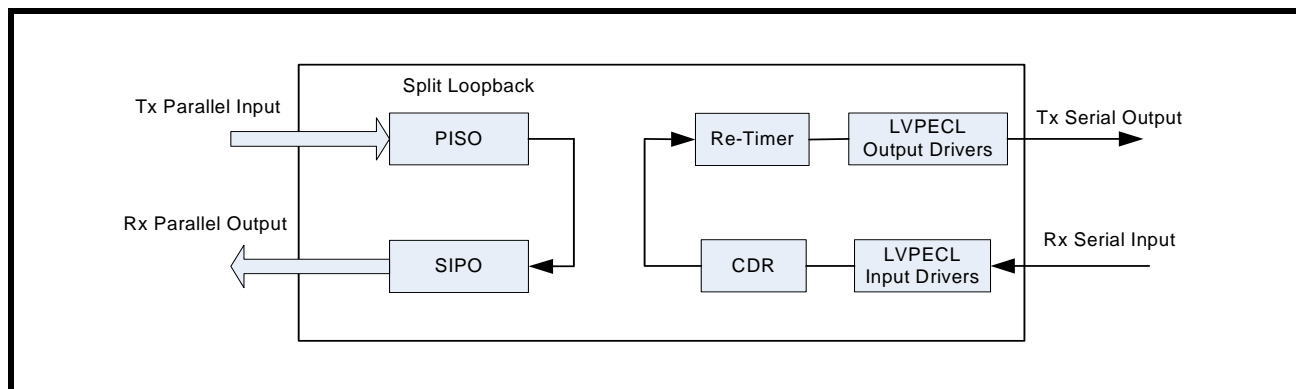 Split Loopback
Tx Parallel Input
PISO
Re-Timer
LVPECL
Output Drivers
Tx Serial Output
Rx Parallel Output
SIPO
CDR
LVPECL
Input Drivers
Rx Serial Input